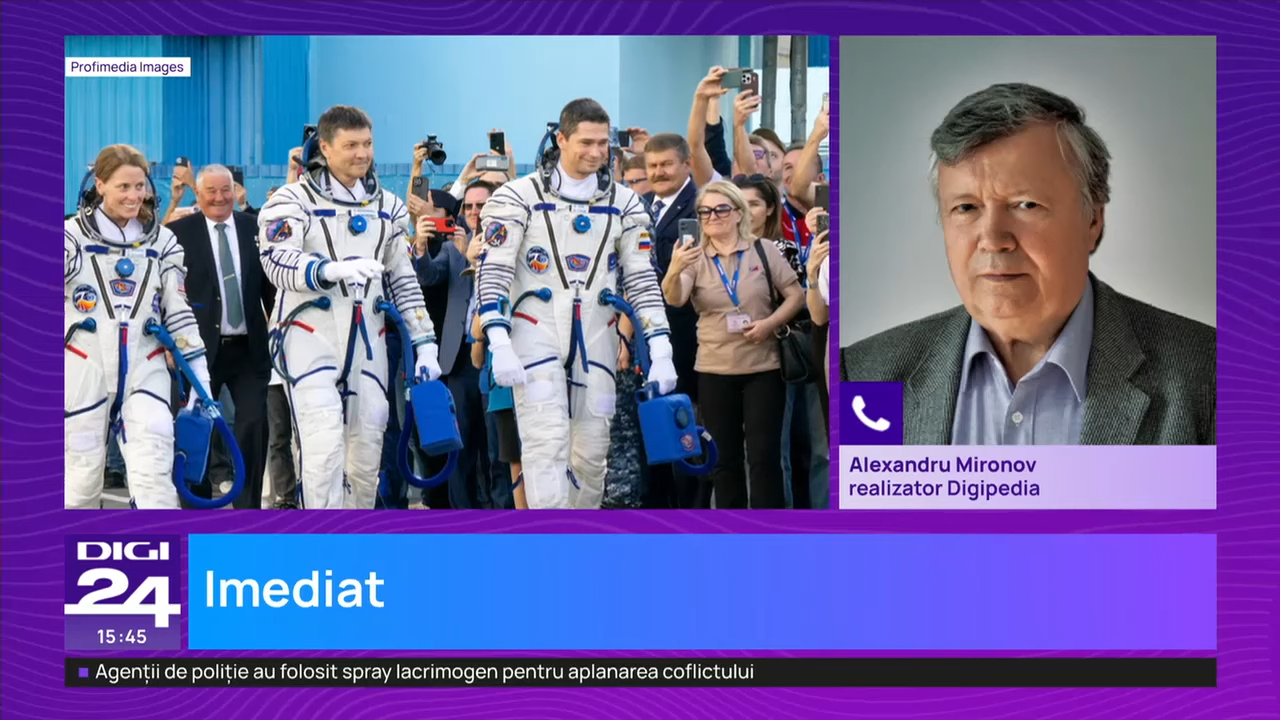 Profimedia Images
Alexandru Mironov
realizator Digipedia
DIGI
24
15:45
Imediat
Agenții de poliție au folosit spray lacrimogen pentru aplanarea coflictului